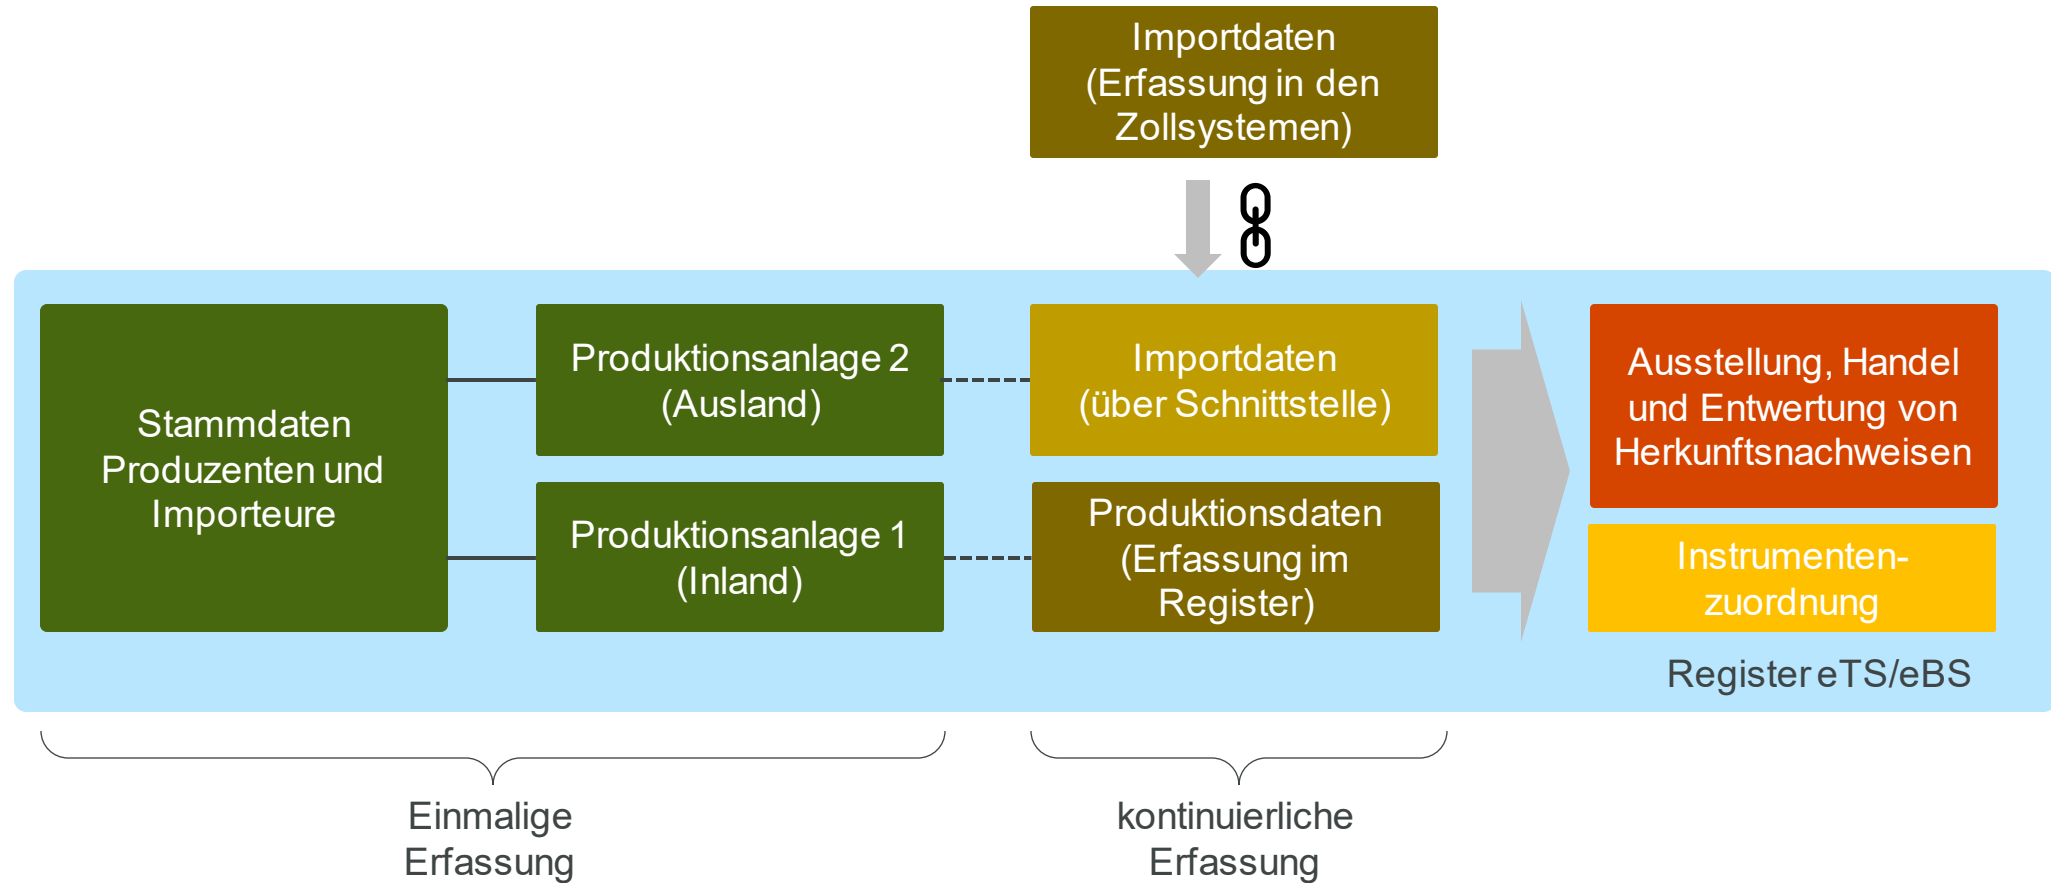 Importdaten
(Erfassung in den
Zollsystemen)
Stammdaten
Produzenten und
Importeure
Produktionsanlage 2
(Ausland)
Importdaten
(über Schnittstelle)
Produktionsanlage 1
(Inland)
Produktionsdaten
(Erfassung im
Register)
Ausstellung, Handel
und Entwertung von
Herkunftsnachweisen
Instrumenten-
zuordnung
Register eTS/eBS
Einmalige
Erfassung
kontinuierliche
Erfassung